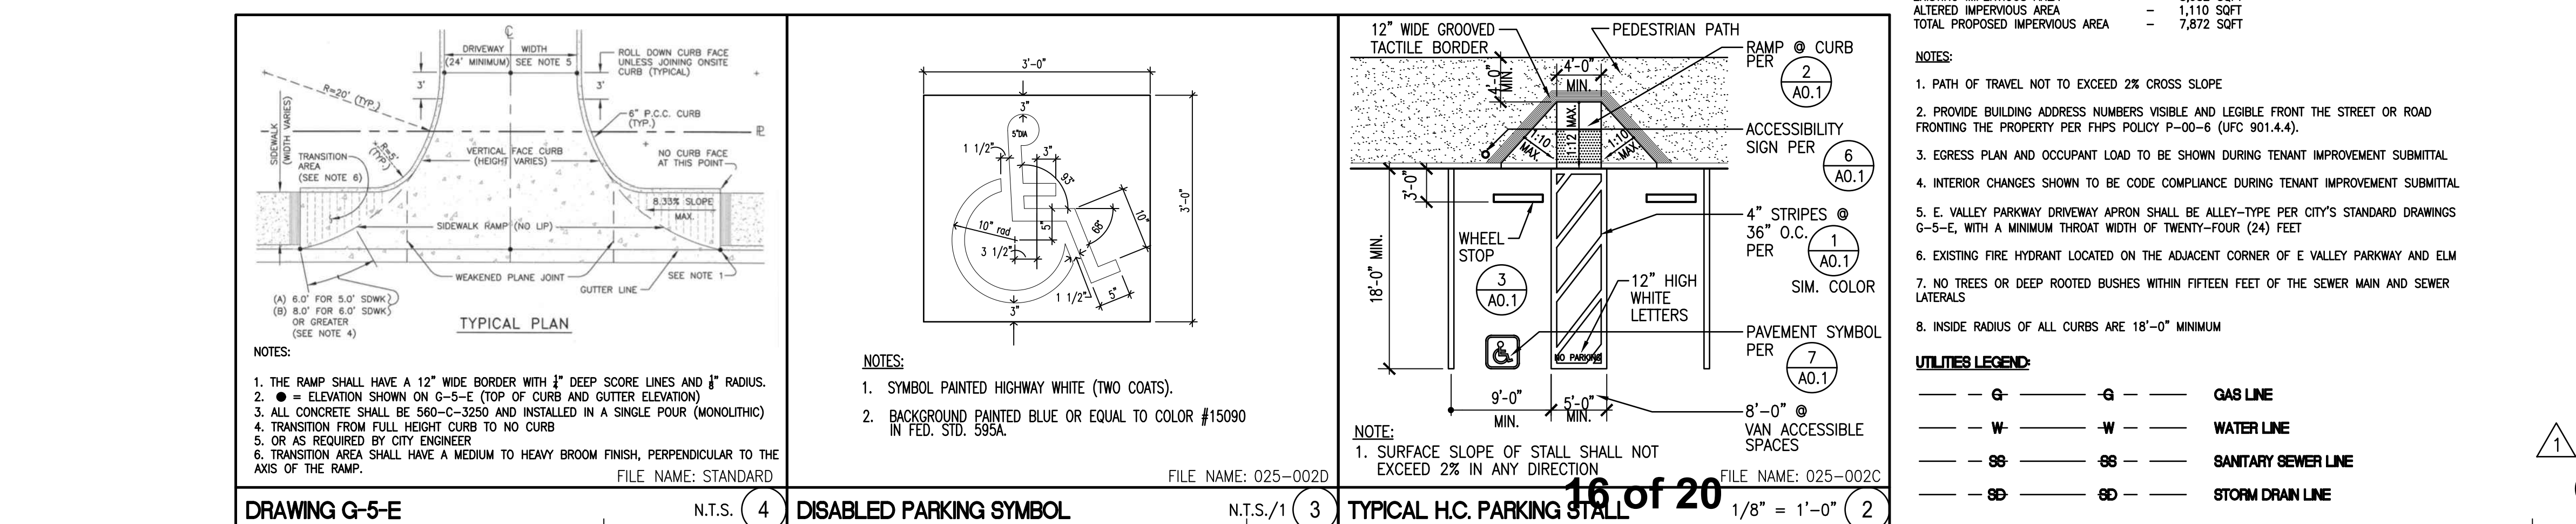 ℄
DRIVEWAY WIDTH
(24' MINIMUM) SEE NOTE 5
ROLL DOWN CURB FACE
UNLESS JOINING ONSITE
CURB (TYPICAL)
3'
3'
R=20' (TYP.)
6" P.C.C. CURB
(TYP.)
SIDEWALK
(WIDTH VARIES)
R=5'
(TYP.)
TRANSITION
AREA
(SEE NOTE 6)
VERTICAL FACE CURB
(HEIGHT VARIES)
NO CURB FACE
AT THIS POINT
8.33% SLOPE
MAX.
SIDEWALK RAMP (NO LIP)
WEAKENED PLANE JOINT
SEE NOTE 1
GUTTER LINE
(A) 6.0' FOR 5.0' SDWK
(B) 8.0' FOR 6.0' SDWK
OR GREATER
(SEE NOTE 4)
TYPICAL PLAN
NOTES:
1. THE RAMP SHALL HAVE A 12" WIDE BORDER WITH ¼" DEEP SCORE LINES AND ⅛" RADIUS.
2. ● = ELEVATION SHOWN ON G-5-E (TOP OF CURB AND GUTTER ELEVATION)
3. ALL CONCRETE SHALL BE 560-C-3250 AND INSTALLED IN A SINGLE POUR (MONOLITHIC)
4. TRANSITION FROM FULL HEIGHT CURB TO NO CURB
5. OR AS REQUIRED BY CITY ENGINEER
6. TRANSITION AREA SHALL HAVE A MEDIUM TO HEAVY BROOM FINISH, PERPENDICULAR TO THE
AXIS OF THE RAMP.
FILE NAME: STANDARD
DRAWING G-5-E
N.T.S.
4
3'-0"
3"
5"DIA
1 1/2"
3"
93°
10"
3'-0"
68°
5"
10" rad
3 1/2"
1 1/2"
5"
3"
NOTES:
1. SYMBOL PAINTED HIGHWAY WHITE (TWO COATS).
2. BACKGROUND PAINTED BLUE OR EQUAL TO COLOR #15090
IN FED. STD. 595A.
FILE NAME: 025-002D
DISABLED PARKING SYMBOL
N.T.S./1
3
12" WIDE GROOVED
TACTILE BORDER
PEDESTRIAN PATH
RAMP @ CURB
PER
2
A0.1
4'-0"
MIN.
4'-0"
MIN.
1:10
MAX.
1:12 MAX.
1:10
MAX.
ACCESSIBILITY
SIGN PER
6
A0.1
3'-0"
18'-0" MIN.
WHEEL
STOP
3
A0.1
4" STRIPES @
36" O.C.
PER
1
A0.1
SIM. COLOR
12" HIGH
WHITE
LETTERS
PAVEMENT SYMBOL
PER
7
A0.1
NO PARKING
9'-0"
MIN.
5'-0"
MIN.
8'-0" @
VAN ACCESSIBLE
SPACES
NOTE:
1. SURFACE SLOPE OF STALL SHALL NOT
EXCEED 2% IN ANY DIRECTION
FILE NAME: 025-002C
16 of 20
TYPICAL H.C. PARKING STALL
1/8" = 1'-0"
2
ALTERED IMPERVIOUS AREA – 1,110 SQFT
TOTAL PROPOSED IMPERVIOUS AREA – 7,872 SQFT
NOTES:
1. PATH OF TRAVEL NOT TO EXCEED 2% CROSS SLOPE
2. PROVIDE BUILDING ADDRESS NUMBERS VISIBLE AND LEGIBLE FRONT THE STREET OR ROAD
FRONTING THE PROPERTY PER FHPS POLICY P-00-6 (UFC 901.4.4).
3. EGRESS PLAN AND OCCUPANT LOAD TO BE SHOWN DURING TENANT IMPROVEMENT SUBMITTAL
4. INTERIOR CHANGES SHOWN TO BE CODE COMPLIANCE DURING TENANT IMPROVEMENT SUBMITTAL
5. E. VALLEY PARKWAY DRIVEWAY APRON SHALL BE ALLEY-TYPE PER CITY'S STANDARD DRAWINGS
G-5-E, WITH A MINIMUM THROAT WIDTH OF TWENTY-FOUR (24) FEET
6. EXISTING FIRE HYDRANT LOCATED ON THE ADJACENT CORNER OF E VALLEY PARKWAY AND ELM
7. NO TREES OR DEEP ROOTED BUSHES WITHIN FIFTEEN FEET OF THE SEWER MAIN AND SEWER
LATERALS
8. INSIDE RADIUS OF ALL CURBS ARE 18'-0" MINIMUM
UTILITIES LEGEND:
G G GAS LINE
W W WATER LINE
SS SS SANITARY SEWER LINE
SD SD STORM DRAIN LINE
1